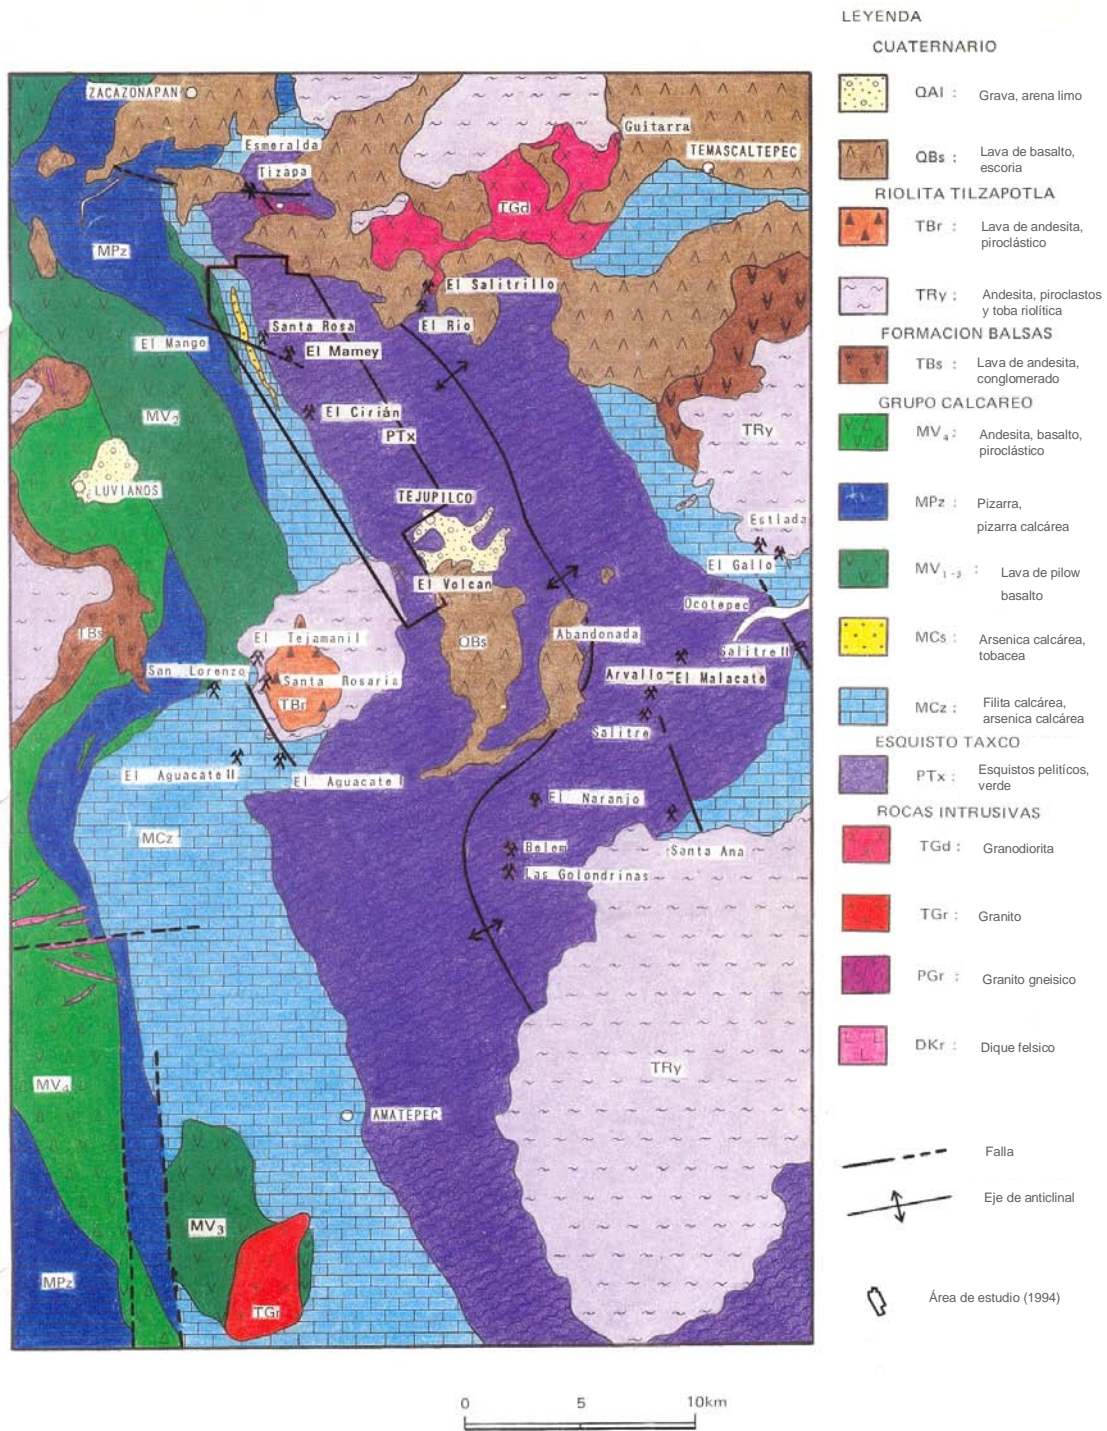 LEYENDA
CUATERNARIO
QAl : Grava, arena limo
QBs : Lava de basalto,
escoria
RIOLITA TILZAPOTLA
TBr : Lava de andesita,
piroclástico
TRy : Andesita, piroclastos
y toba riolítica
FORMACION BALSAS
TBs : Lava de andesita,
conglomerado
GRUPO CALCAREO
MV4 : Andesita, basalto,
piroclástico
MPz : Pizarra,
pizarra calcárea
MV1-3 : Lava de pilow
basalto
MCs : Arsenica calcárea,
tobacea
MCz : Filita calcárea,
arsenica calcárea
ESQUISTO TAXCO
PTx : Esquistos pelitícos,
verde
ROCAS INTRUSIVAS
TGd : Granodiorita
TGr : Granito
PGr : Granito gneisico
DKr : Dique felsico
Falla
Eje de anticlinal
Área de estudio (1994)
ZACAZONAPAN
Esmeralda
Tizapa
Guitarra
TEMASCALTEPEC
TGd
MPz
El Salitrillo
El Rio
Santa Rosa
El Mango
El Mamey
El Cirián
MV2
PTx
TRy
LUVIANOS
TEJUPILCO
Estlada
El Gallo
El Volcan
Ocotepec
TBs
El Tejamanil
QBs
Abandonada
Salitre II
San Lorenzo
Santa Rosaria
Arvallo
El Malacate
TBr
Salitre
El Aguacate II
El Aguacate I
El Naranjo
MCz
Belem
Santa Ana
Las Golondrinas
TRy
MV4
AMATEPEC
MV3
MPz
TGr
0 5 10km